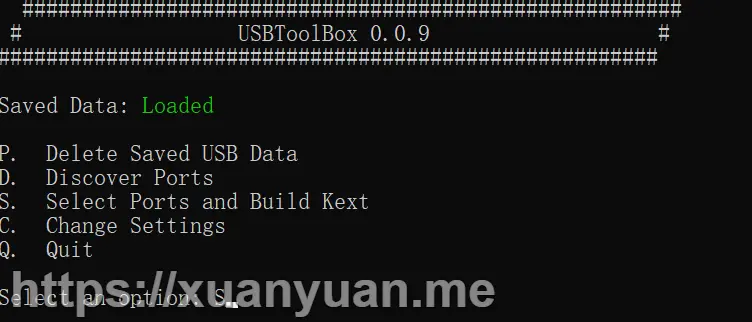 #######################################################
# USBToolBox 0.0.9 #
#######################################################
Saved Data: Loaded
P. Delete Saved USB Data
D. Discover Ports
S. Select Ports and Build Kext
C. Change Settings
Q. Quit
Select an option: S
https://xuanyuan.me